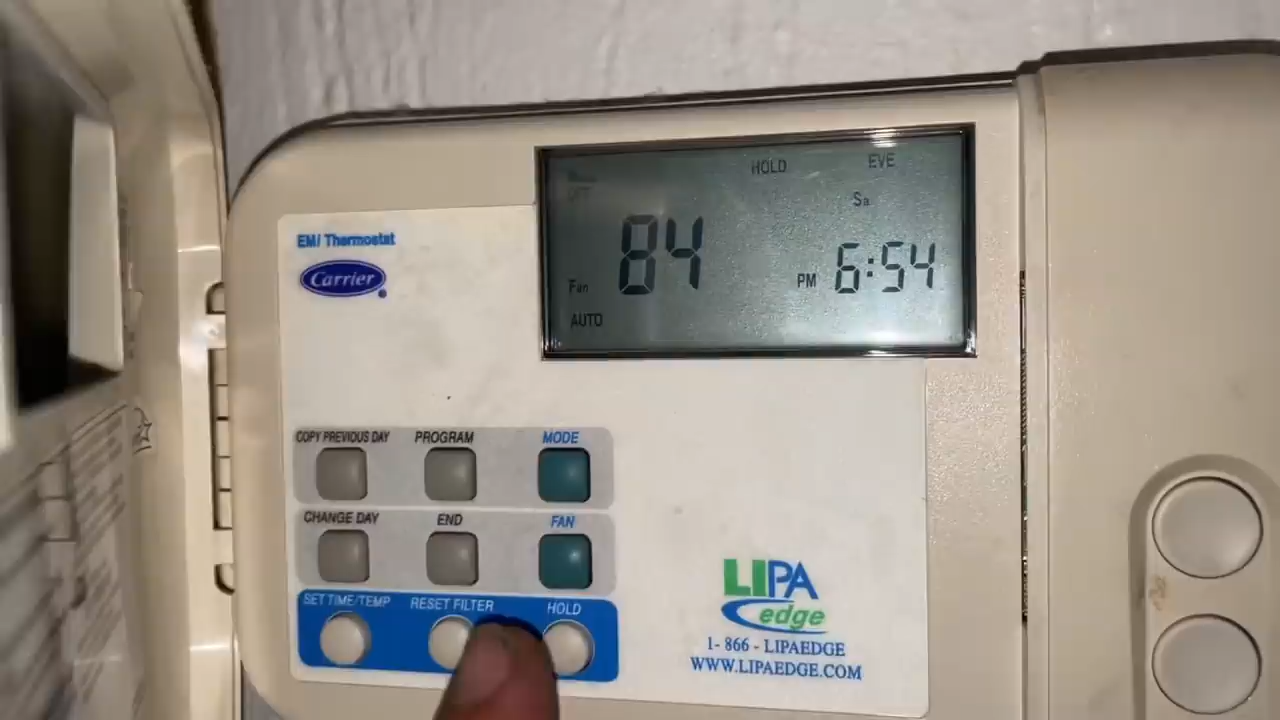 HOLD EVE
Sa
84
PM 6:54
Fan
AUTO
EMi Thermostat
Carrier
COPY PREVIOUS DAY PROGRAM MODE
CHANGE DAY END FAN
SET TIME/TEMP RESET FILTER HOLD
LIPA
edge
1- 866 - LIPAEDGE
WWW.LIPAEDGE.COM